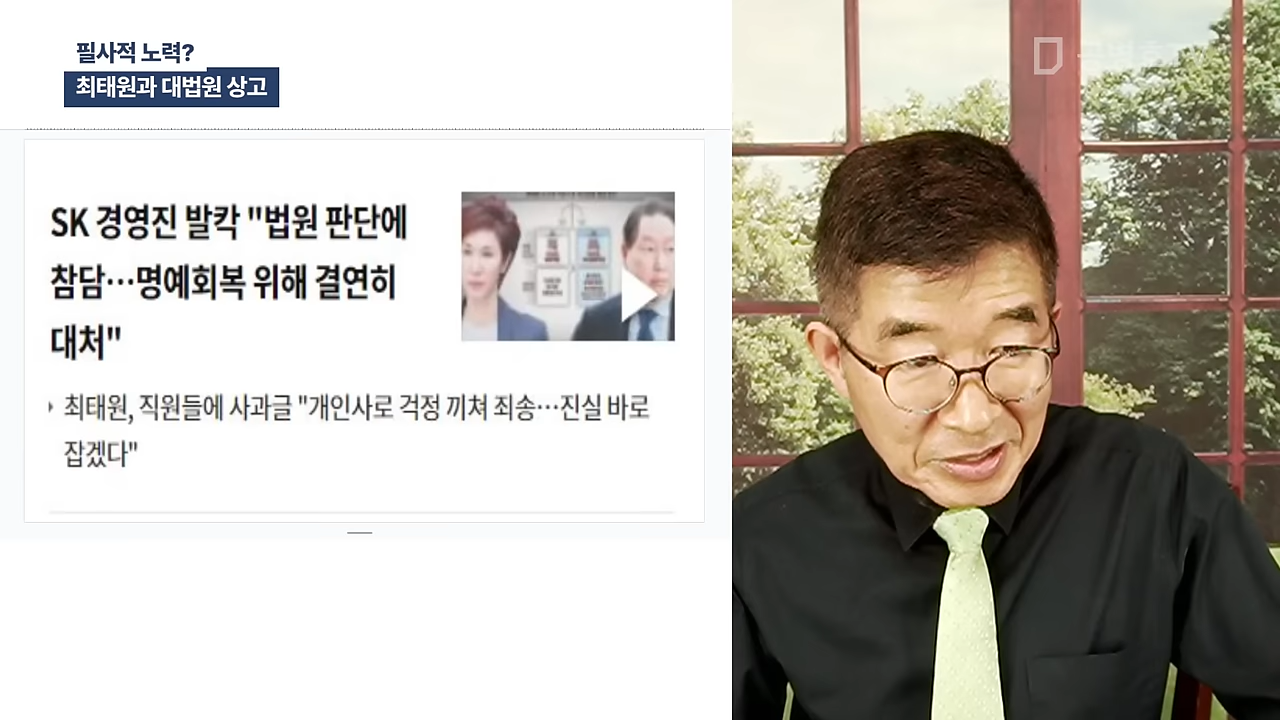 필사적 노력?
최태원과 대법원 상고
SK 경영진 발칵 "법원 판단에
참담…명예회복 위해 결연히
대처"
최태원, 직원들에 사과글 "개인사로 걱정 끼쳐 죄송…진실 바로
잡겠다"